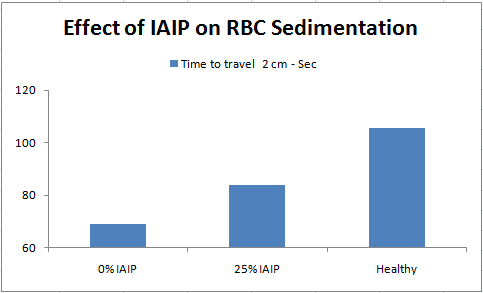 Effect of IAIP on RBC Sedimentation
Time to travel 2 cm - Sec
120
100
80
60
0% IAIP 25% IAIP Healthy